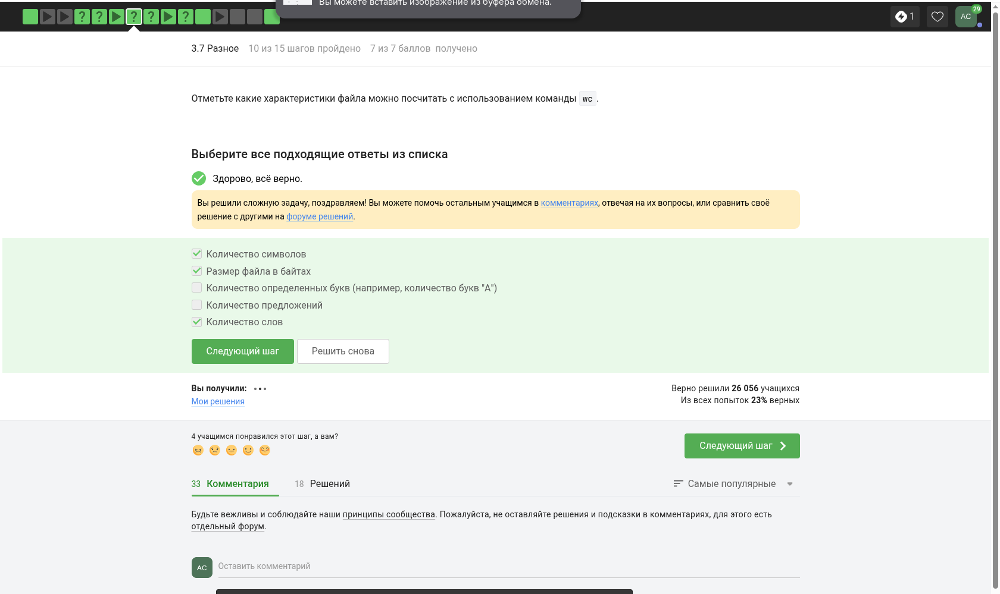 Вы можете вставить изображение из буфера обмена.
? ? ? ? ?
1
AC
29
3.7 Разное 10 из 15 шагов пройдено 7 из 7 баллов получено
Отметьте какие характеристики файла можно посчитать с использованием команды wc.
Выберите все подходящие ответы из списка
Здорово, всё верно.
Вы решили сложную задачу, поздравляем! Вы можете помочь остальным учащимся в комментариях, отвечая на их вопросы, или сравнить своё
решение с другими на форуме решений.
Количество символов
Размер файла в байтах
Количество определенных букв (например, количество букв "A")
Количество предложений
Количество слов
Следующий шаг
Решить снова
Вы получили:
Мои решения
Верно решили 26 056 учащихся
Из всех попыток 23% верных
4 учащимся понравился этот шаг, а вам?
Следующий шаг
33 Комментария
18 Решений
Самые популярные
Будьте вежливы и соблюдайте наши принципы сообщества. Пожалуйста, не оставляйте решения и подсказки в комментариях, для этого есть
отдельный форум.
AC
Оставить комментарий